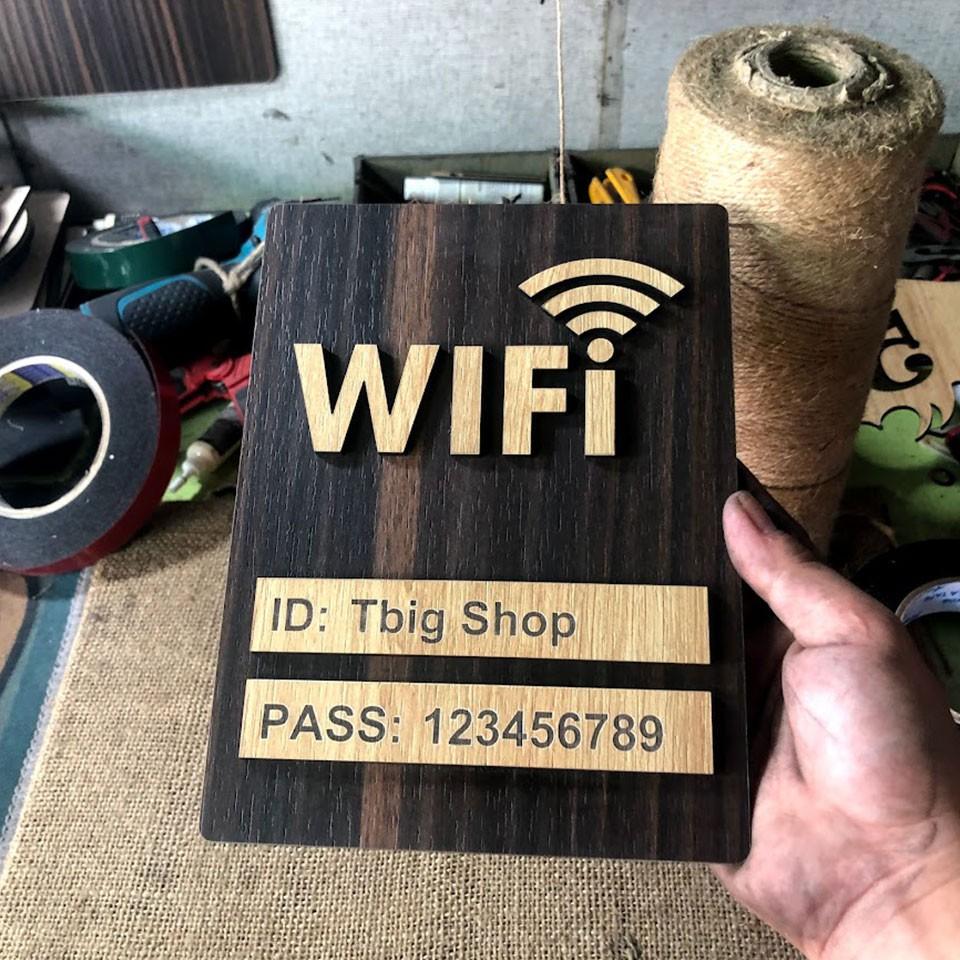 WIFi
ID: Tbig Shop
PASS: 123456789